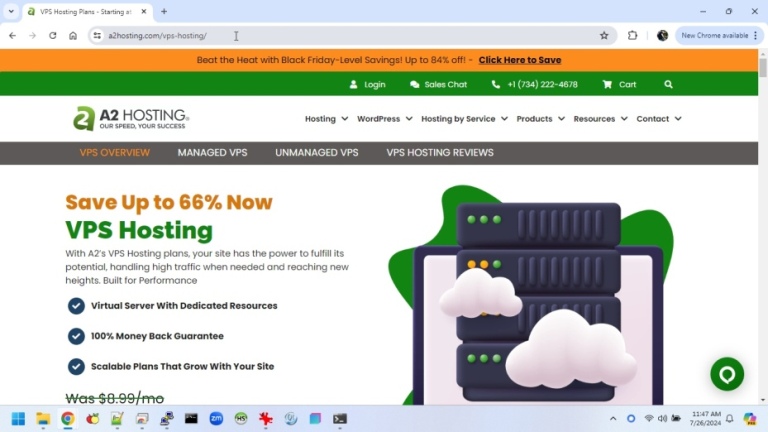 VPS Hosting Plans - Starting at
a2hosting.com/vps-hosting/
New Chrome available
Beat the Heat with Black Friday-Level Savings! Up to 84% off! - Click Here to Save
Login Sales Chat +1 (734) 222-4678 Cart
A2 HOSTING
OUR SPEED, YOUR SUCCESS
Hosting WordPress Hosting by Service Products Resources Contact
VPS OVERVIEW MANAGED VPS UNMANAGED VPS VPS HOSTING REVIEWS
Save Up to 66% Now
VPS Hosting
With A2's VPS Hosting plans, your site has the power to fulfill its
potential, handling high traffic when needed and reaching new
heights. Built for Performance
Virtual Server With Dedicated Resources
100% Money Back Guarantee
Scalable Plans That Grow With Your Site
Was $8.99/mo
zm
11:47 AM
7/26/2024